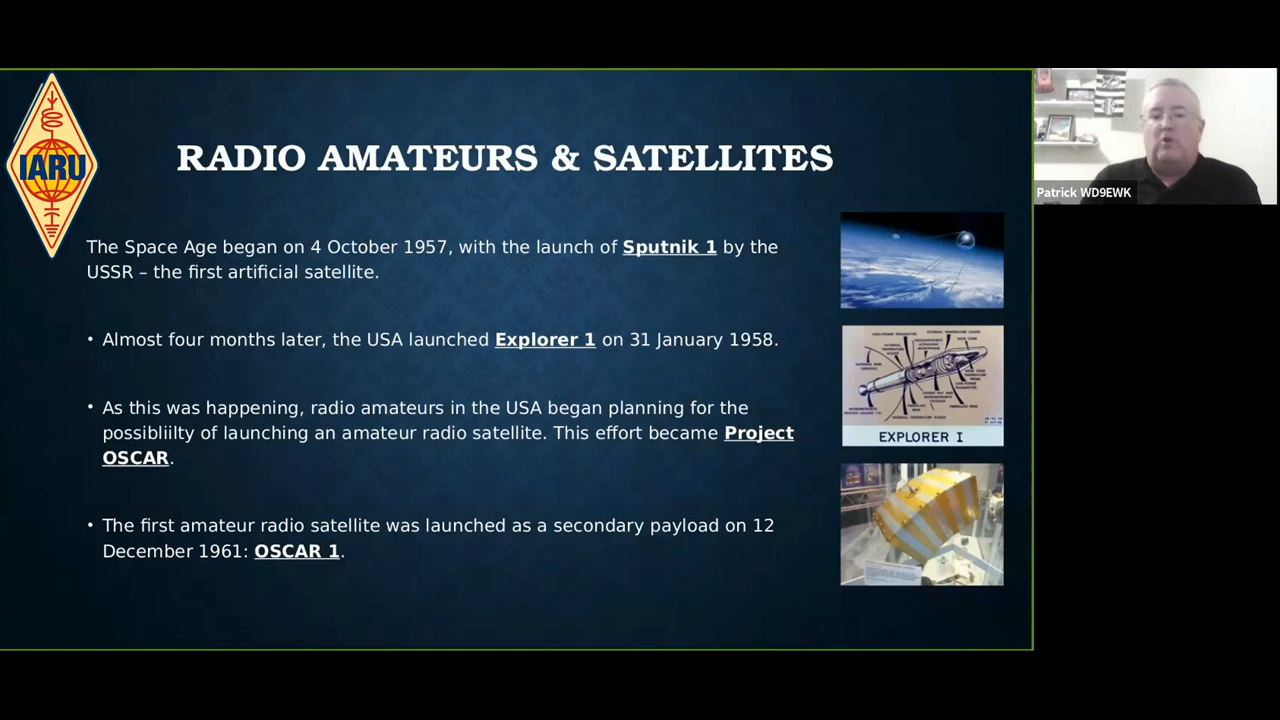 IARU
RADIO AMATEURS & SATELLITES
The Space Age began on 4 October 1957, with the launch of Sputnik 1 by the
USSR – the first artificial satellite.
• Almost four months later, the USA launched Explorer 1 on 31 January 1958.
• As this was happening, radio amateurs in the USA began planning for the
possbliilty of launching an amateur radio satellite. This effort became Project
OSCAR.
• The first amateur radio satellite was launched as a secondary payload on 12
December 1961: OSCAR 1.
EXPLORER I
Patrick WD9EWK